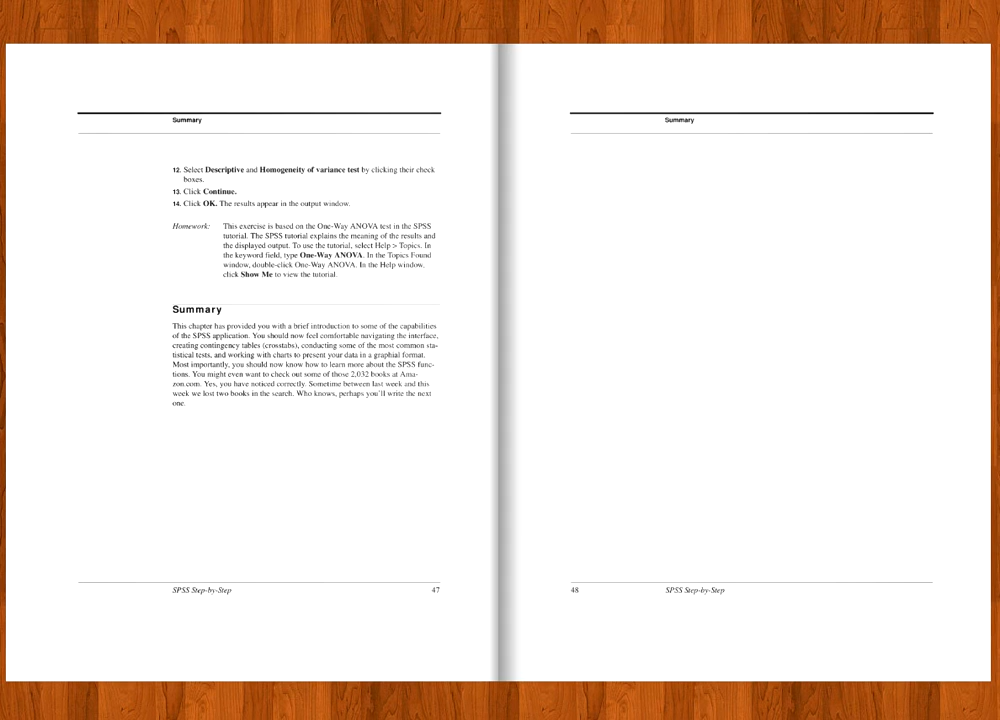 Summary
12. Select Descriptive and Homogeneity of variance test by clicking their check
boxes.
13. Click Continue.
14. Click OK. The results appear in the output window.
Homework: This exercise is based on the One-Way ANOVA test in the SPSS
tutorial. The SPSS tutorial explains the meaning of the results and
the displayed output. To use the tutorial, select Help > Topics. In
the keyword field, type One-Way ANOVA. In the Topics Found
window, double-click One-Way ANOVA. In the Help window,
click Show Me to view the tutorial.
Summary
This chapter has provided you with a brief introduction to some of the capabilities
of the SPSS application. You should now feel comfortable navigating the interface,
creating contingency tables (crosstabs), conducting some of the most common sta-
tistical tests, and working with charts to present your data in a graphial format.
Most importantly, you should now know how to learn more about the SPSS func-
tions. You might even want to check out some of those 2,032 books at Ama-
zon.com. Yes, you have noticed correctly. Sometime between last week and this
week we lost two books in the search. Who knows, perhaps you'll write the next
one.
SPSS Step-by-Step 47
Summary
48 SPSS Step-by-Step